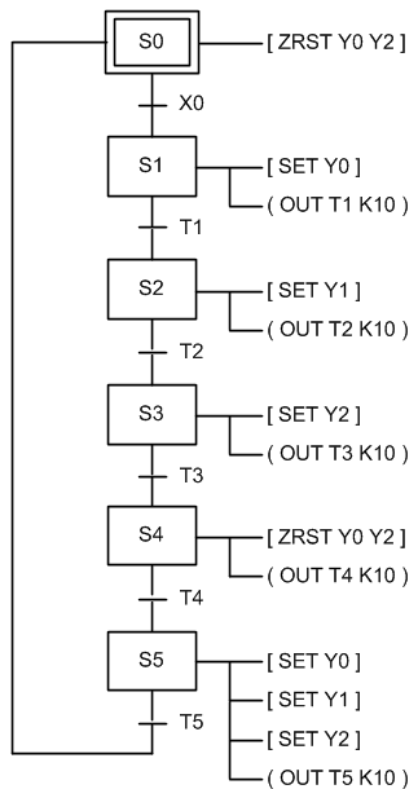 S0 [ ZRST Y0 Y2 ]
X0
S1 [ SET Y0 ]
( OUT T1 K10 )
T1
S2 [ SET Y1 ]
( OUT T2 K10 )
T2
S3 [ SET Y2 ]
( OUT T3 K10 )
T3
S4 [ ZRST Y0 Y2 ]
( OUT T4 K10 )
T4
S5 [ SET Y0 ]
[ SET Y1 ]
T5 [ SET Y2 ]
( OUT T5 K10 )